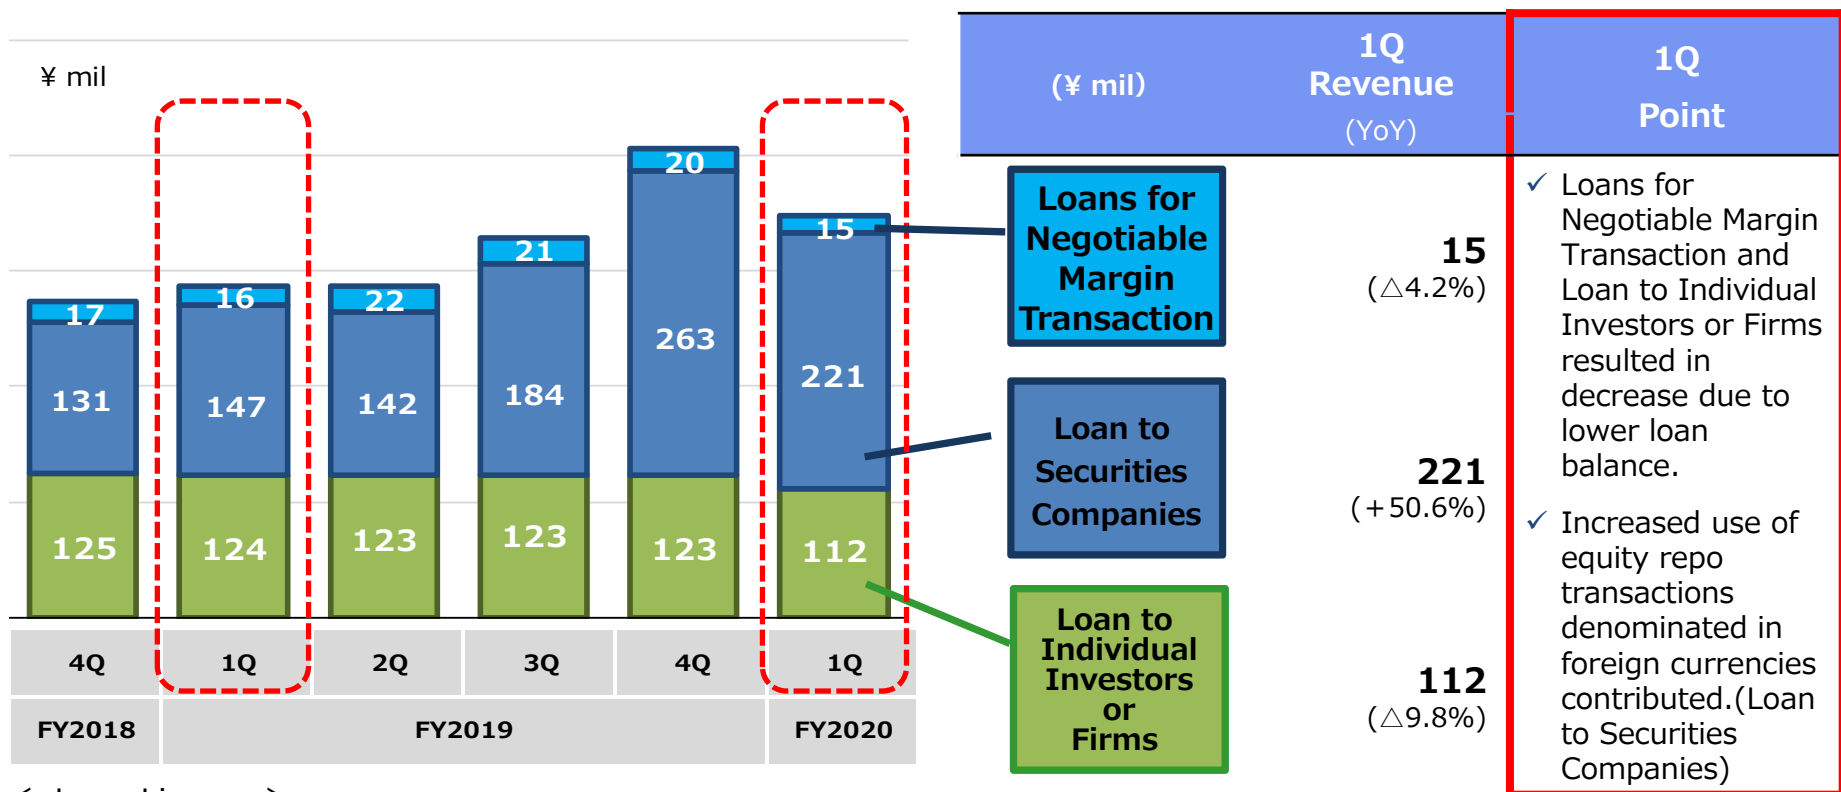 ¥ mil
20
15
21
16
22
17
263
221
184
147
142
131
125
124
123
123
123
112
4Q
1Q
2Q
3Q
4Q
1Q
FY2018
FY2019
FY2020
(¥ mil)
1Q
Revenue
(YoY)
1Q
Point
Loans for
Negotiable
Margin
Transaction
15
(△4.2%)
Loan to
Securities
Companies
221
(+50.6%)
Loan to
Individual
Investors
or
Firms
112
(△9.8%)
✓ Loans for
Negotiable Margin
Transaction and
Loan to Individual
Investors or Firms
resulted in
decrease due to
lower loan
balance.
✓ Increased use of
equity repo
transactions
denominated in
foreign currencies
contributed.(Loan
to Securities
Companies)